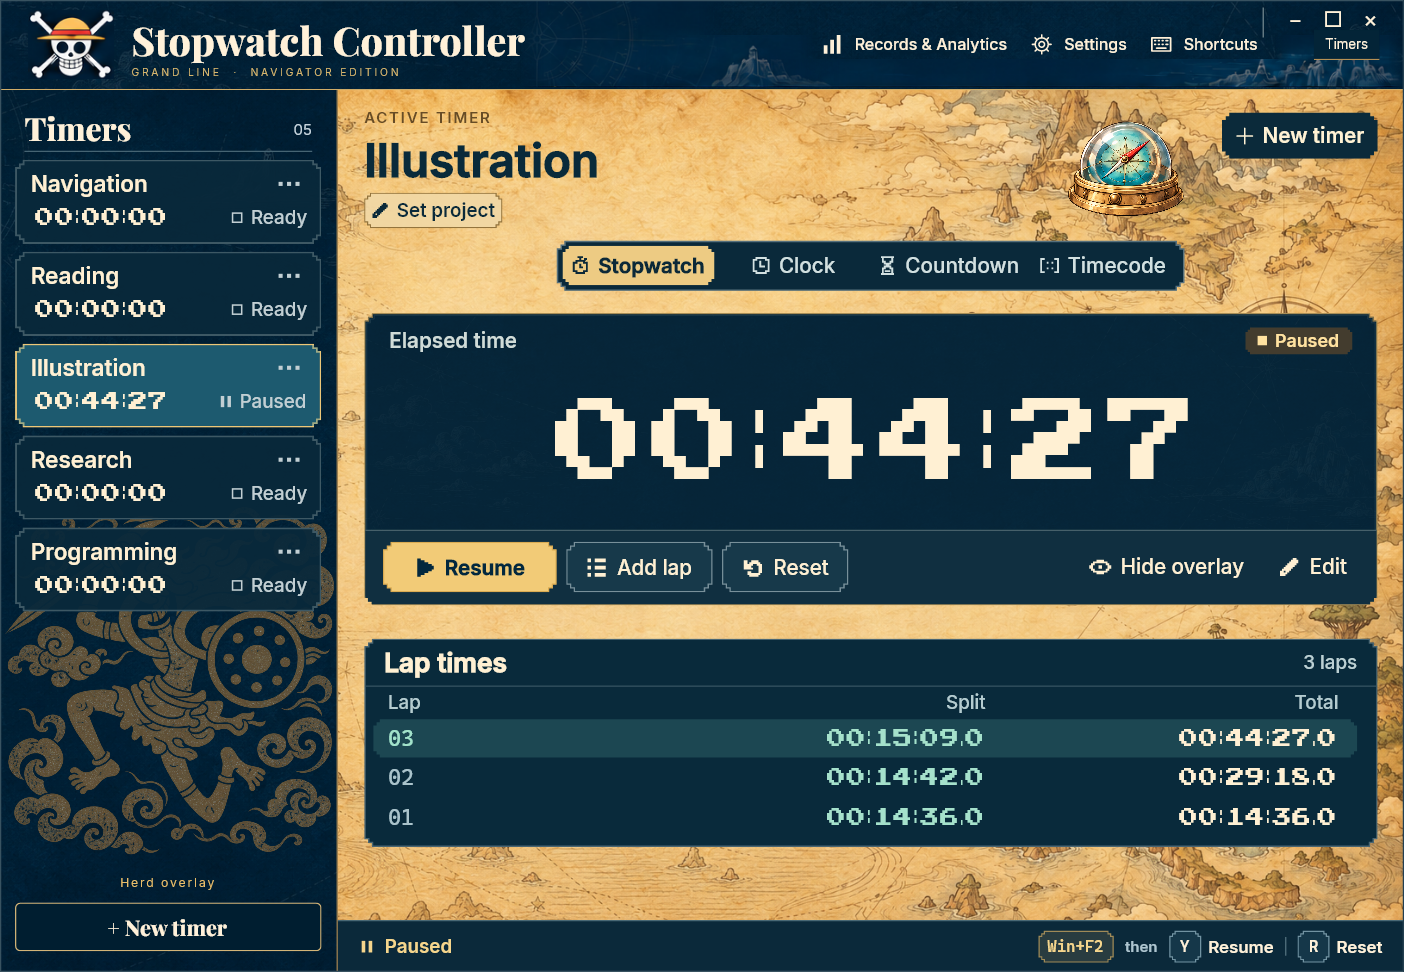 Stopwatch Controller
GRAND LINE · NAVIGATOR EDITION
Records & Analytics
Settings
Shortcuts
Timers
Timers
05
Navigation
00:00:00
Ready
Reading
00:00:00
Ready
Illustration
00:44:27
Paused
Research
00:00:00
Ready
Programming
00:00:00
Ready
Herd overlay
+ New timer
ACTIVE TIMER
Illustration
Set project
+ New timer
Stopwatch
Clock
Countdown
Timecode
Elapsed time
Paused
00:44:27
Resume
Add lap
Reset
Hide overlay
Edit
Lap times
3 laps
Lap Split Total
03 00:15:09.0 00:44:27.0
02 00:14:42.0 00:29:18.0
01 00:14:36.0 00:14:36.0
Paused
Win+F2 then Y Resume | R Reset